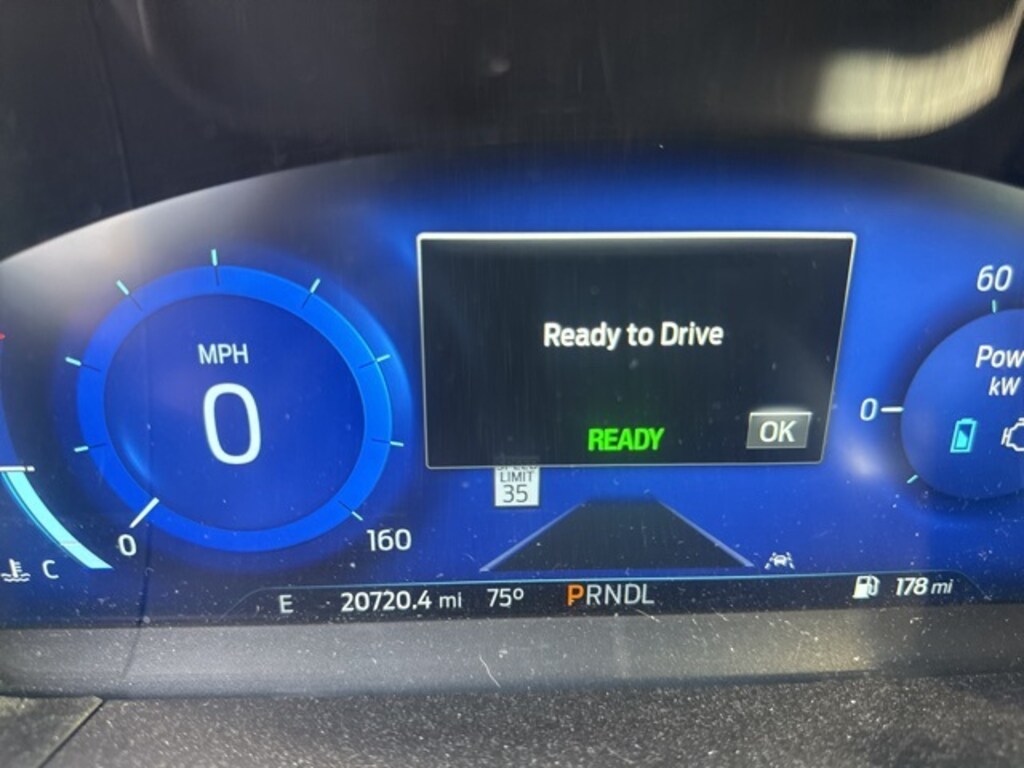 MPH
0
0
160
C
Ready to Drive
READY
OK
SPEED
LIMIT
35
60
Pow
kW
0
E 20720.4 mi 75° PRNDL 178 mi